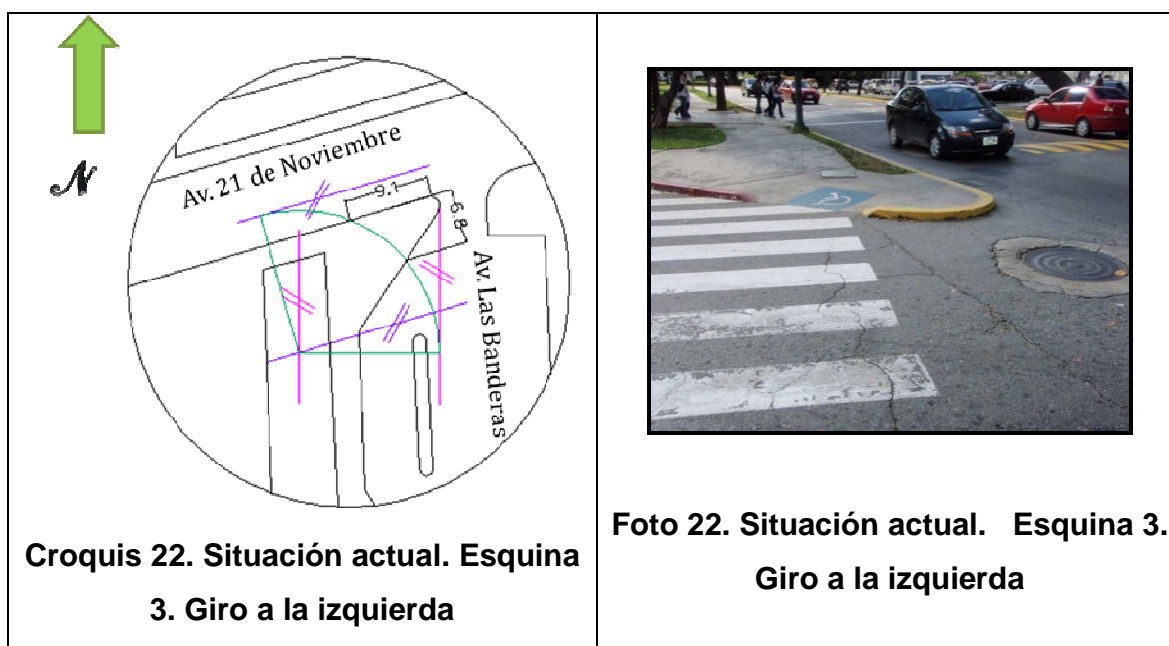 N
Av. 21 de Noviembre
9.1
6.8
Av. Las Banderas
Croquis 22. Situación actual. Esquina
3. Giro a la izquierda
Foto 22. Situación actual. Esquina 3.
Giro a la izquierda